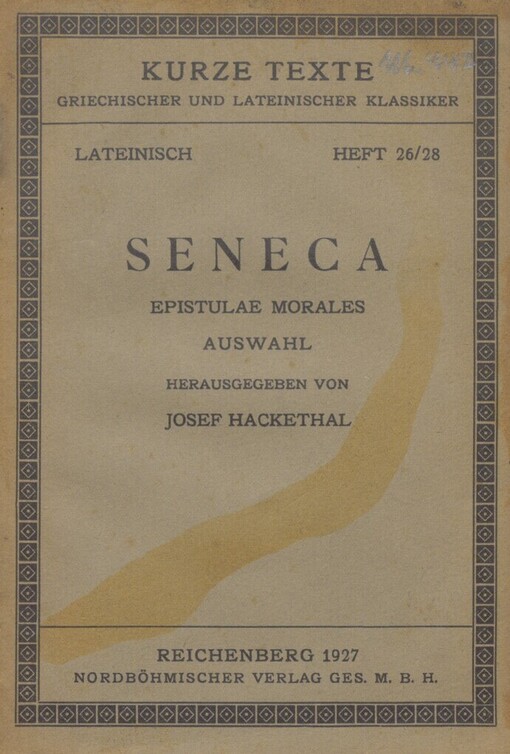 KURZE TEXTE
GRIECHISCHER UND LATEINISCHER KLASSIKER
LATEINISCH HEFT 26/28
SENECA
EPISTULAE MORALES
AUSWAHL
HERAUSGEGEBEN VON
JOSEF HACKETHAL
REICHENBERG 1927
NORDBÖHMISCHER VERLAG GES. M. B. H.